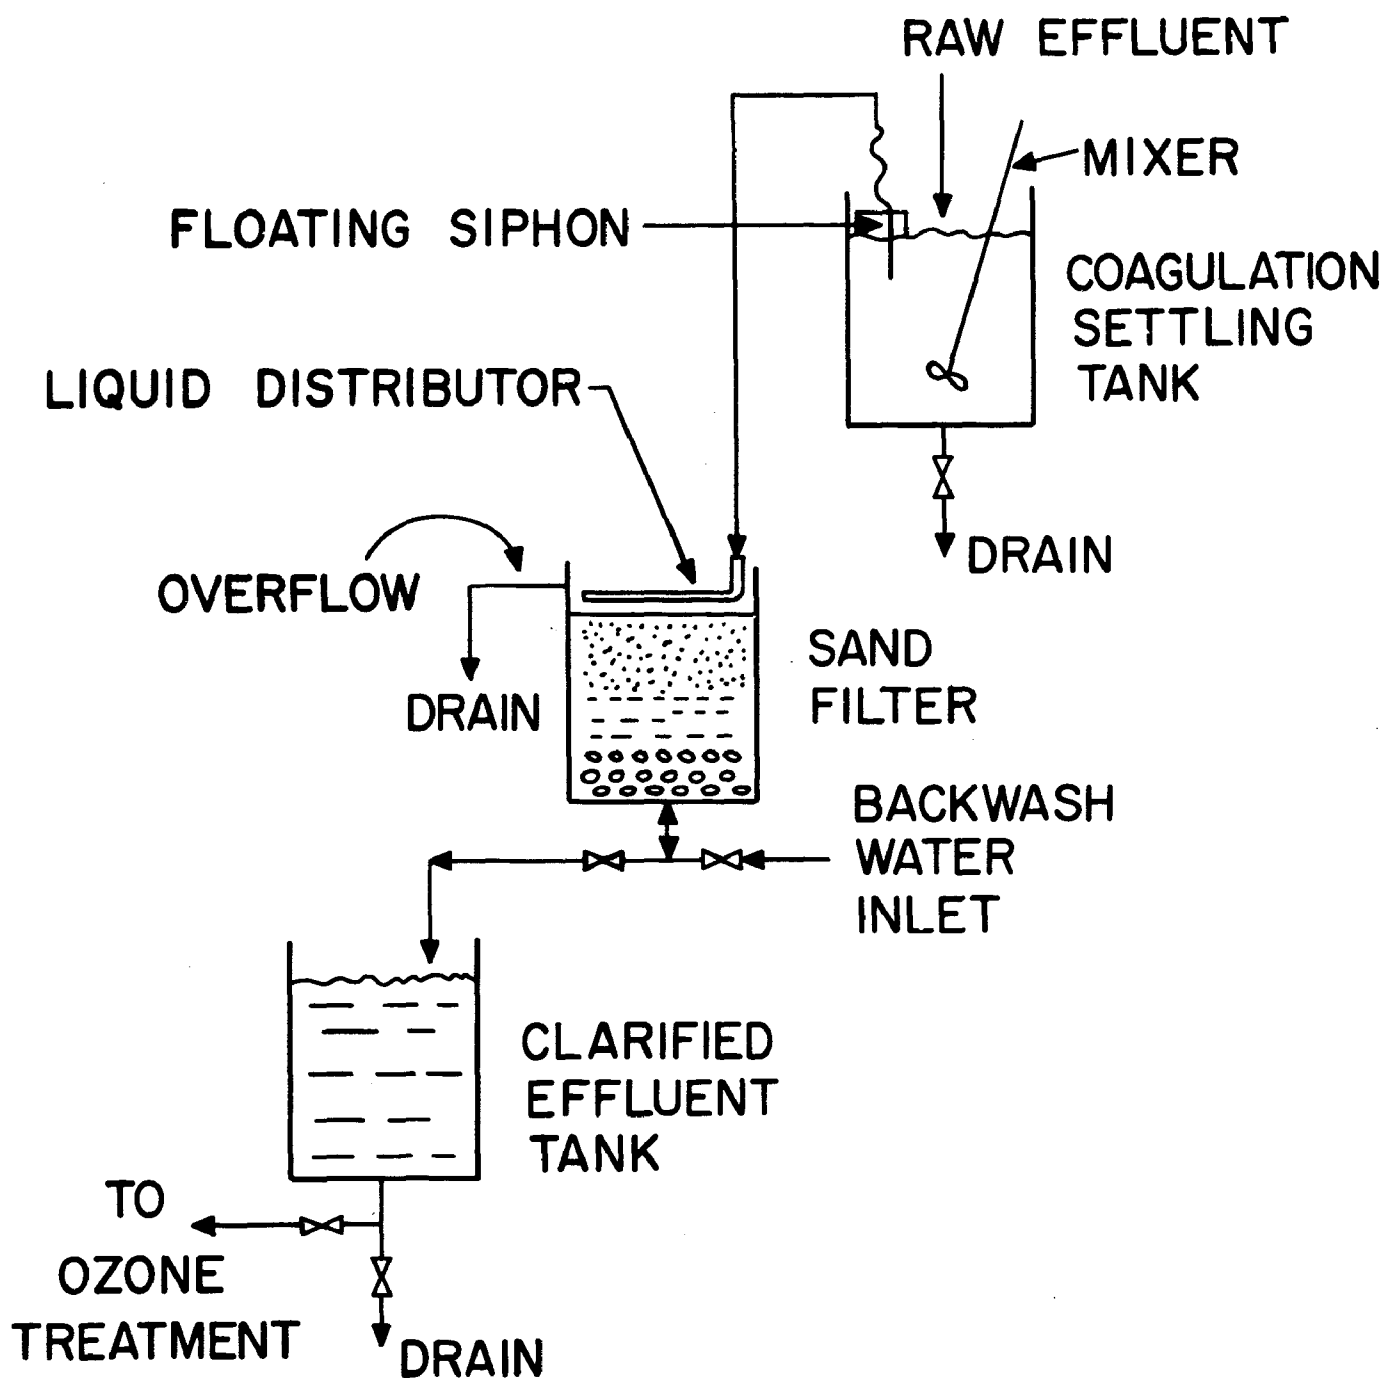 RAW EFFLUENT
MIXER
FLOATING SIPHON
COAGULATION
SETTLING
TANK
LIQUID DISTRIBUTOR
DRAIN
OVERFLOW
DRAIN
SAND
FILTER
BACKWASH
WATER
INLET
CLARIFIED
EFFLUENT
TANK
TO
OZONE
TREATMENT
DRAIN